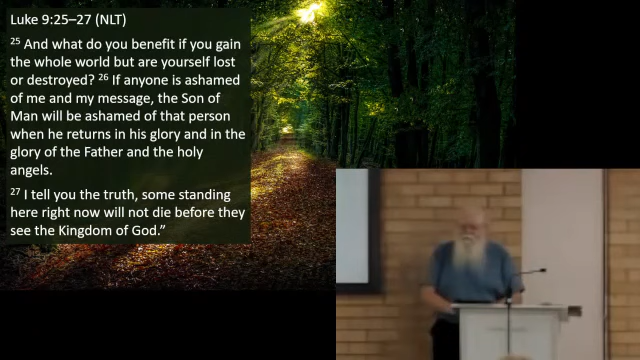 Luke 9:25–27 (NLT)
25 And what do you benefit if you gain
the whole world but are yourself lost
or destroyed? 26 If anyone is ashamed
of me and my message, the Son of
Man will be ashamed of that person
when he returns in his glory and in the
glory of the Father and the holy
angels.
27 I tell you the truth, some standing
here right now will not die before they
see the Kingdom of God.”